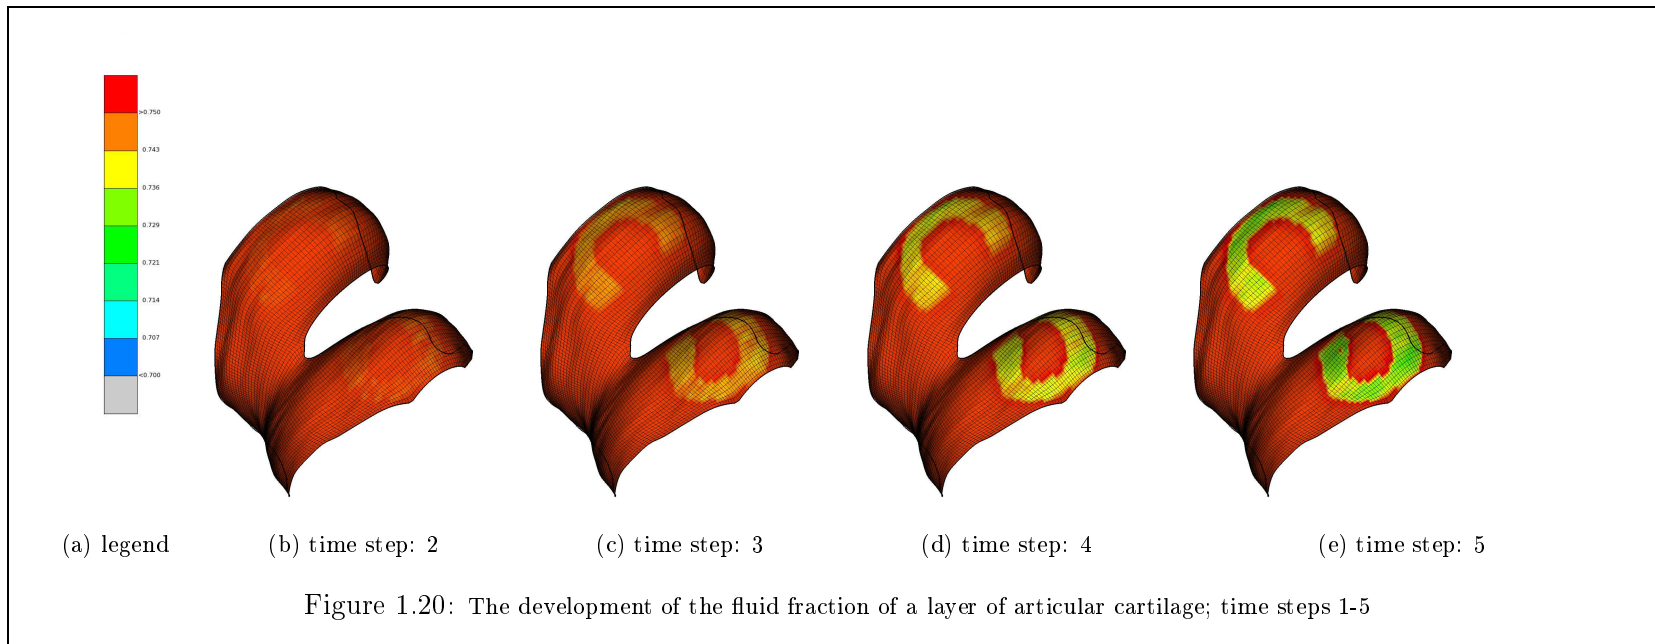 >0.750
0.743
0.736
0.729
0.721
0.714
0.707
<0.700
(a) legend
(b) time step: 2
(c) time step: 3
(d) time step: 4
(e) time step: 5
Figure 1.20: The development of the fluid fraction of a layer of articular cartilage; time steps 1-5